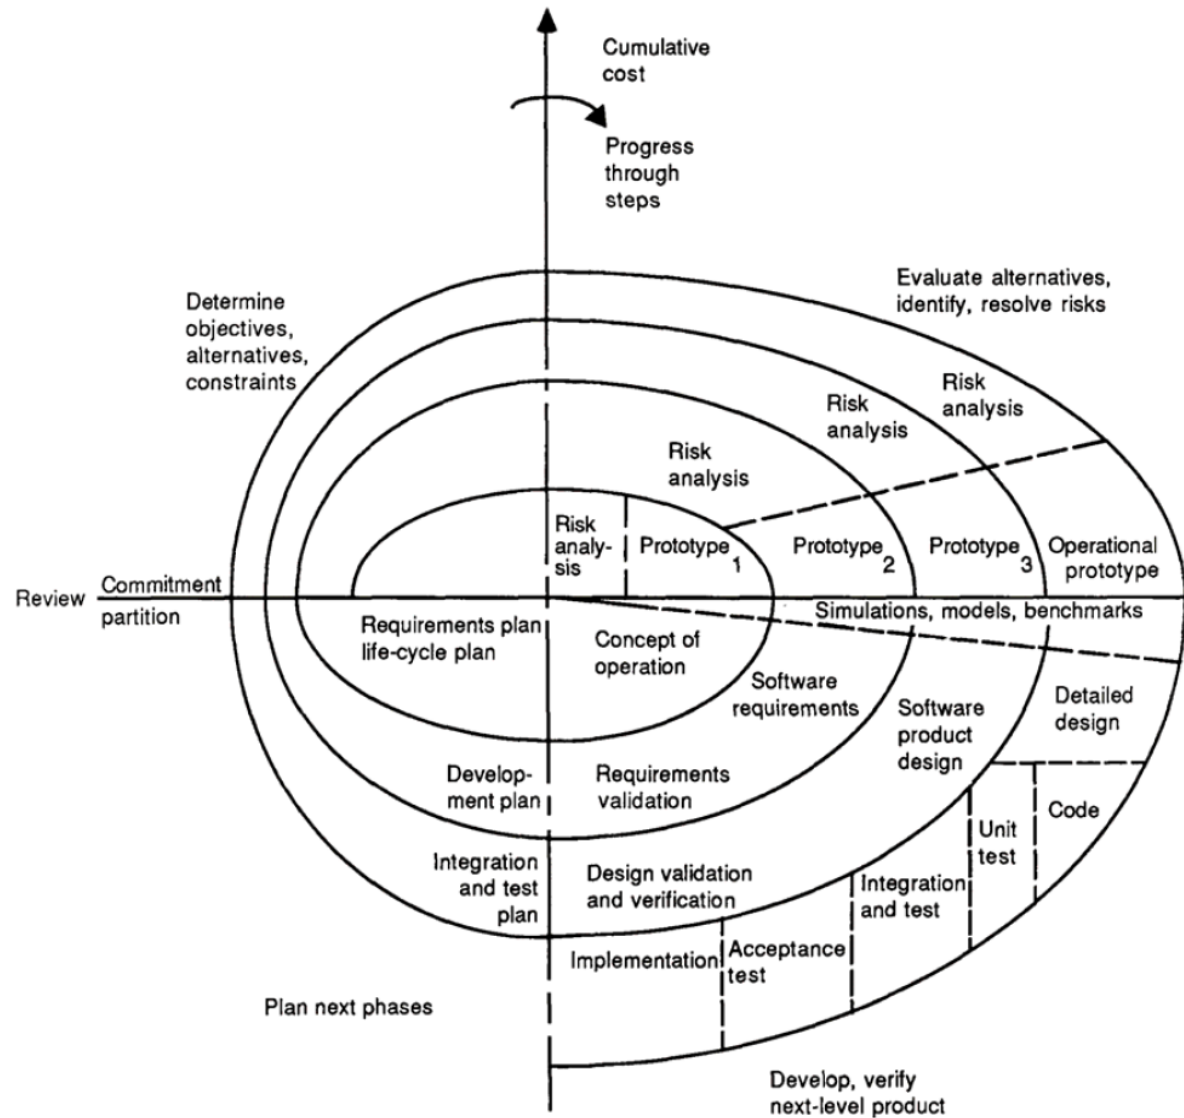 Cumulative
cost
Progress
through
steps
Evaluate alternatives,
identify, resolve risks
Determine
objectives,
alternatives,
constraints
Risk
analysis
Risk
analysis
Risk
analysis
Risk
analy-
sis
Prototype 1
Prototype 2
Prototype 3
Operational
prototype
Review
Commitment
partition
Simulations, models, benchmarks
Requirements plan
life-cycle plan
Concept of
operation
Software
requirements
Software
product
design
Detailed
design
Develop-
ment plan
Requirements
validation
Code
Unit
test
Integration
and test
plan
Design validation
and verification
Integration
and test
Implementation
Acceptance
test
Plan next phases
Develop, verify
next-level product